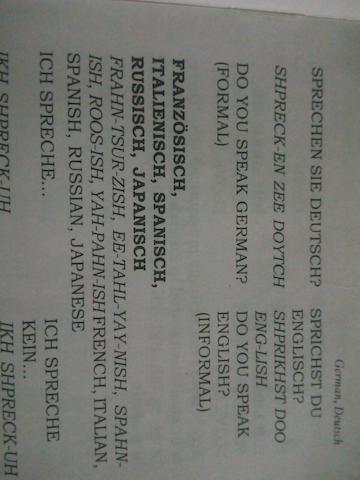 German, Deutsch
SPRECHEN SIE DEUTSCH?
SHPRECK-EN ZEE DOYTCH
DO YOU SPEAK GERMAN?
(FORMAL)
SPRICHST DU
ENGLISCH?
SHPRIKHST DOO
ENG-LISH
DO YOU SPEAK
ENGLISH?
(INFORMAL)
FRANZÖSISCH,
ITALIENISCH, SPANISCH,
RUSSISCH, JAPANISCH
FRAHN-TSUR-ZISH, EE-TAHL-YAY-NISH, SPAHN-
ISH, ROOS-ISH, YAH-PAHN-ISH FRENCH, ITALIAN,
SPANISH, RUSSIAN, JAPANESE
ICH SPRECHE...
IKH SHPRECK-UH
ICH SPRECHE
KEIN...
IKH SHPRECK-UH